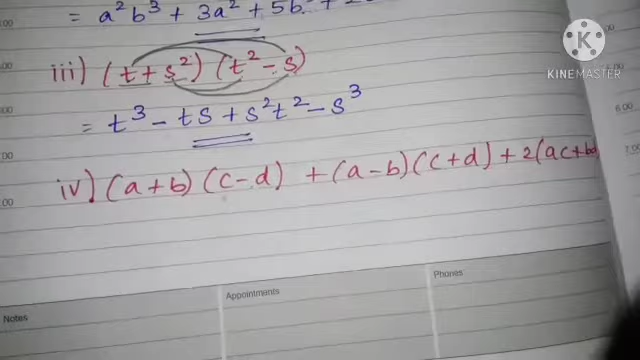 = a²b³ + 3a² + 5b
iii) (t + s²) (t² - s)
= t³ - ts + s²t² - s³
iv) (a + b) (c - d) + (a - b) (c + d) + 2 (ac + b
Notes
Appointments
Phones
KINEMASTER